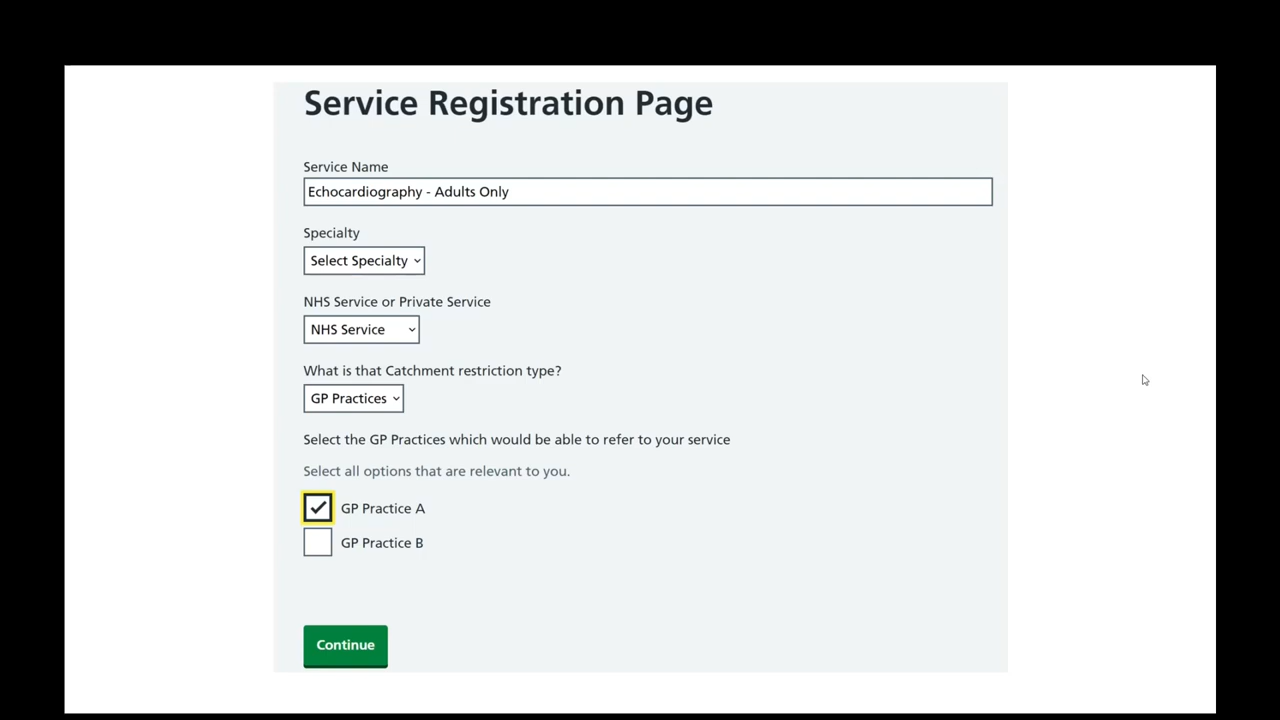 Service Registration Page
Service Name
Echocardiography - Adults Only
Specialty
Select Specialty
NHS Service or Private Service
NHS Service
What is that Catchment restriction type?
GP Practices
Select the GP Practices which would be able to refer to your service
Select all options that are relevant to you.
GP Practice A
GP Practice B
Continue